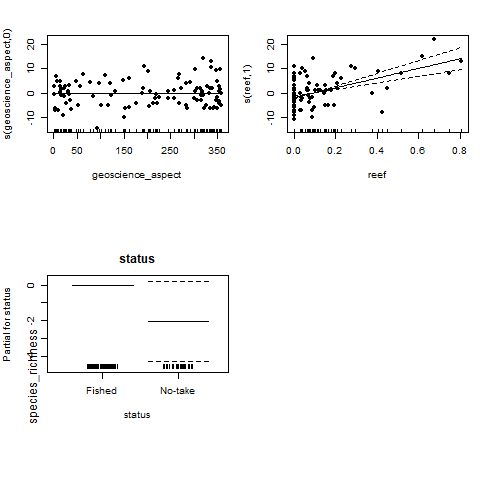 s(geoscience_aspect,0)
20
10
0
-10
0
50
150
250
350
geoscience_aspect
s(reef,1)
20
10
0
-10
0.0
0.2
0.4
0.6
0.8
reef
status
Partial for status
species_richness
0
-2
Fished
No-take
status